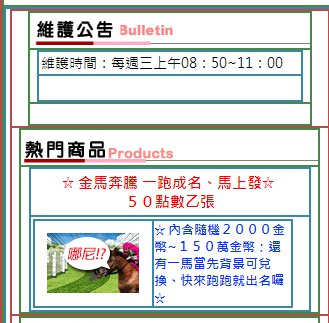 維護公告 Bulletin
維護時間：每週三上午08：50~11：00
熱門商品 Products
☆ 金馬奔騰 一跑成名、馬上發☆
５０點數乙張
哪尼!?
☆ 內含隨機２０００金
幣~１５０萬金幣；還
有一馬當先背景可兌
換、快來跑跑就出名囉
☆